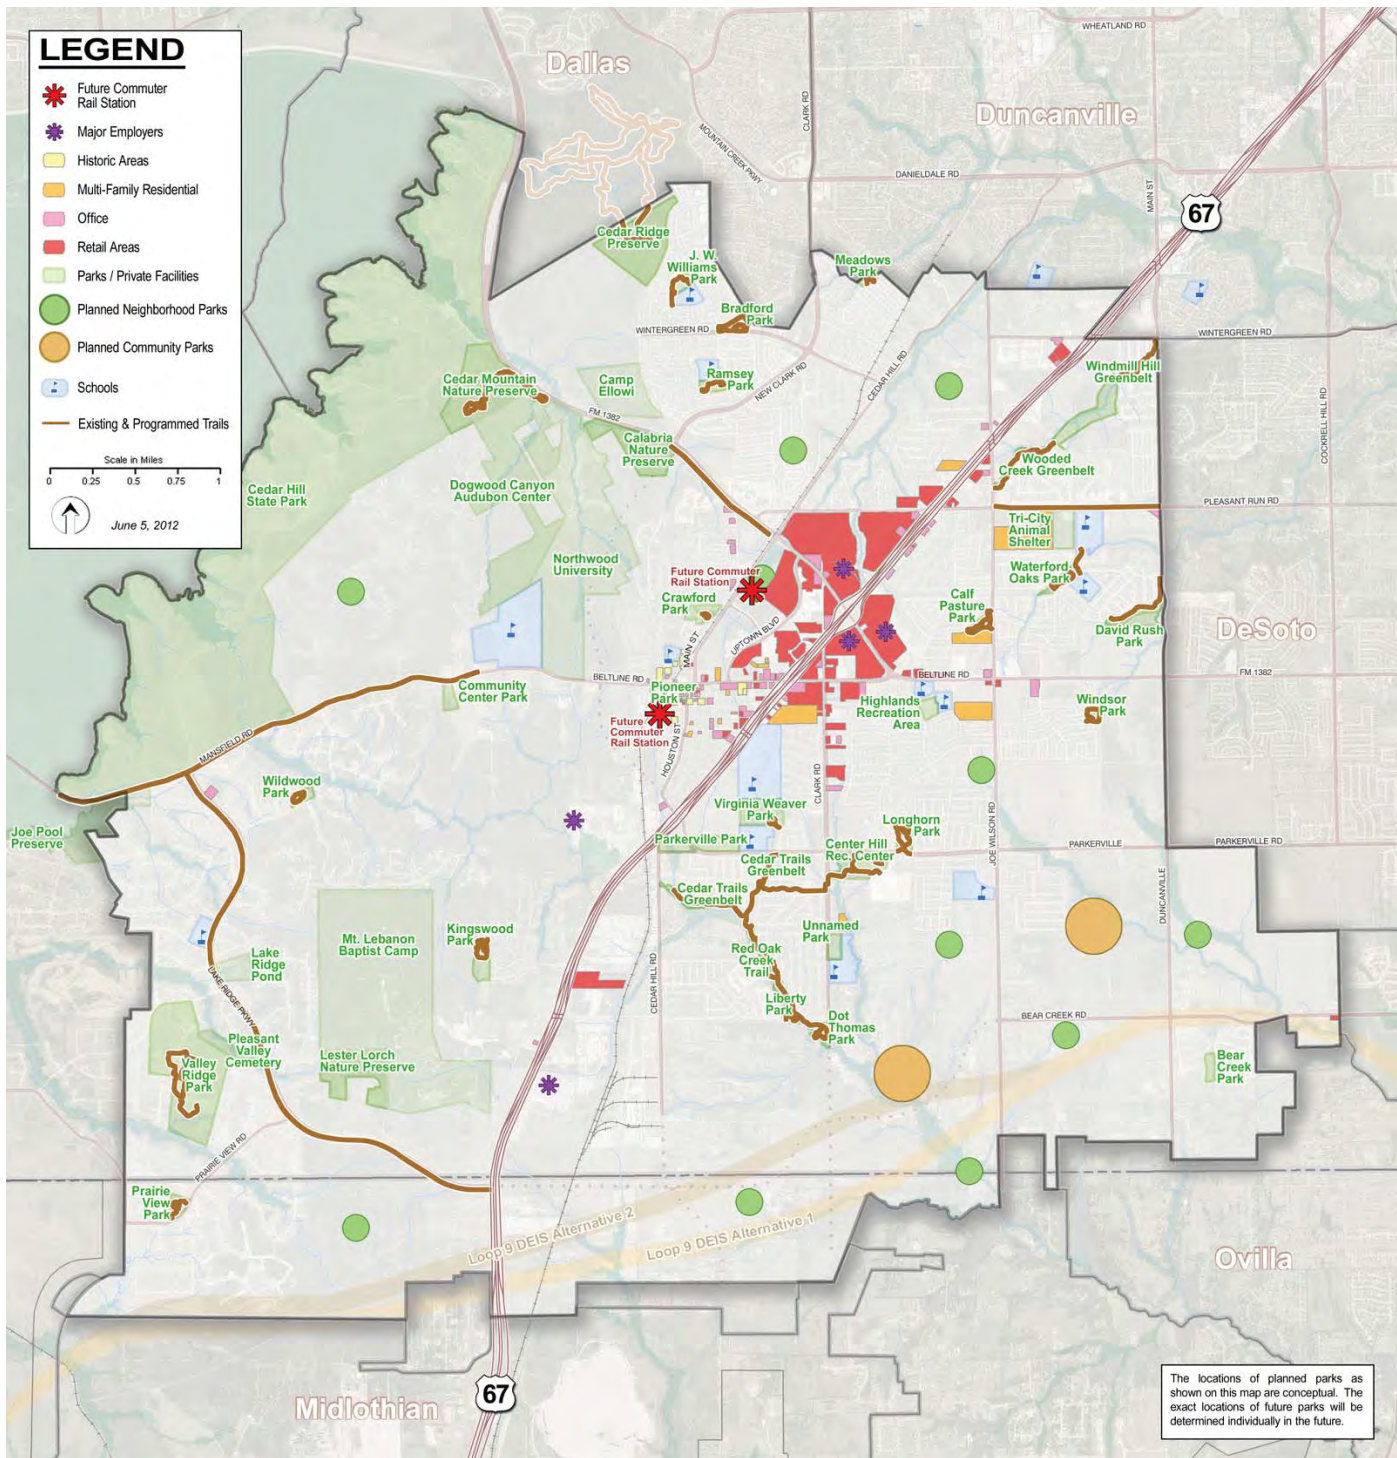 LEGEND
Future Commuter
Rail Station
Major Employers
Historic Areas
Multi-Family Residential
Office
Retail Areas
Parks / Private Facilities
Planned Neighborhood Parks
Planned Community Parks
Schools
Existing & Programmed Trails
Scale in Miles
0 0.25 0.5 0.75 1
June 5, 2012
Dallas
Duncanville
WHEATLAND RD
CLARK RD
MOUNTAIN CREEK PKWY
DANIELDALE RD
MAIN ST
67
Cedar Ridge
Preserve
J. W.
Williams
Park
Meadows
Park
Bradford
Park
WINTERGREEN RD
WINTERGREEN RD
Windmill Hill
Greenbelt
COCKRELL HILL RD
CEDAR HILL RD
NEW CLARK RD
Ramsey
Park
Camp
Ellowi
Cedar Mountain
Nature Preserve
FM 1382
Calabria
Nature
Preserve
Wooded
Creek Greenbelt
PLEASANT RUN RD
Cedar Hill
State Park
Dogwood Canyon
Audubon Center
Tri-City
Animal
Shelter
Northwood
University
Future Commuter
Rail Station
Waterford
Oaks Park
Crawford
Park
Calf
Pasture
Park
David Rush
Park
DeSoto
UPTOWN BLVD
MAIN ST
BELTLINE RD
BELTLINE RD
FM 1382
Pioneer
Park
Community
Center Park
Highlands
Recreation
Area
Windsor
Park
Future
Commuter
Rail Station
HOUSTON ST
MANSFIELD RD
Wildwood
Park
CLARK RD
JOE WILSON RD
Virginia Weaver
Park
Longhorn
Park
Joe Pool
Preserve
Parkerville Park
Center Hill
Rec. Center
PARKERVILLE
PARKERVILLE RD
Cedar Trails
Greenbelt
Cedar Trails
Greenbelt
DUNCANVILLE
Kingswood
Park
Unnamed
Park
Mt. Lebanon
Baptist Camp
Lake
Ridge
Pond
Red Oak
Creek
Trail
CEDAR HILL RD
LAKE RIDGE PKWY
Liberty
Park
Dot
Thomas
Park
BEAR CREEK RD
Pleasant
Valley
Cemetery
Lester Lorch
Nature Preserve
Valley
Ridge
Park
Bear
Creek
Park
PRAIRIE VIEW RD
Prairie
View
Park
Loop 9 DEIS Alternative 2
Loop 9 DEIS Alternative 1
Ovilla
Midlothian
67
The locations of planned parks as
shown on this map are conceptual. The
exact locations of future parks will be
determined individually in the future.